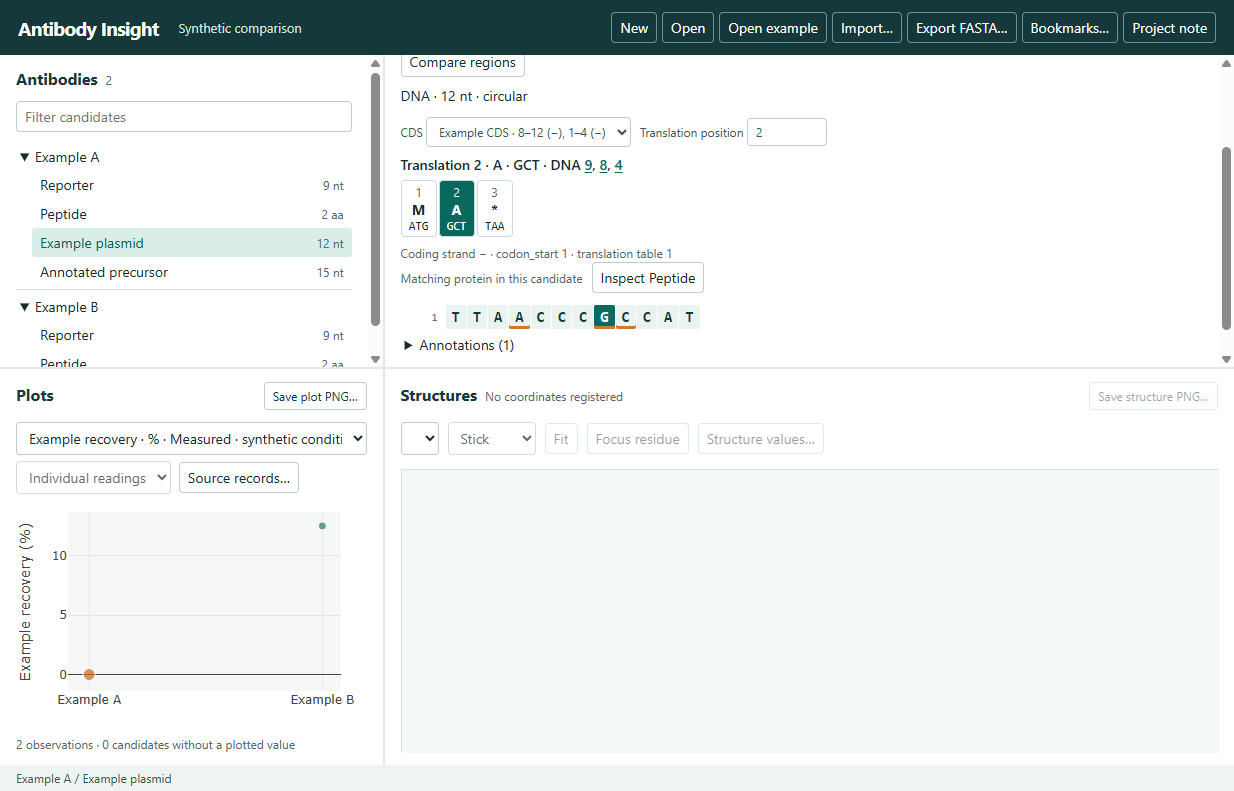 Antibody Insight Synthetic comparison New Open Open example Import... Export FASTA... Bookmarks... Project note
Antibodies 2
Filter candidates
▼ Example A
Reporter 9 nt
Peptide 2 aa
Example plasmid 12 nt
Annotated precursor 15 nt
▼ Example B
Reporter 9 nt
Peptide 2 aa
Compare regions
DNA · 12 nt · circular
CDS Example CDS · 8–12 (−), 1–4 (−) Translation position 2
Translation 2 · A · GCT · DNA 9, 8, 4
1 2 3
M A *
ATG GCT TAA
Coding strand − · codon_start 1 · translation table 1
Matching protein in this candidate Inspect Peptide
1 T T A A C C C G C C A T
▶ Annotations (1)
Plots Save plot PNG...
Example recovery · % · Measured · synthetic conditi
Individual readings Source records...
Example recovery (%)
10
5
0
Example A Example B
2 observations · 0 candidates without a plotted value
Structures No coordinates registered Save structure PNG...
Stick Fit Focus residue Structure values...
Example A / Example plasmid